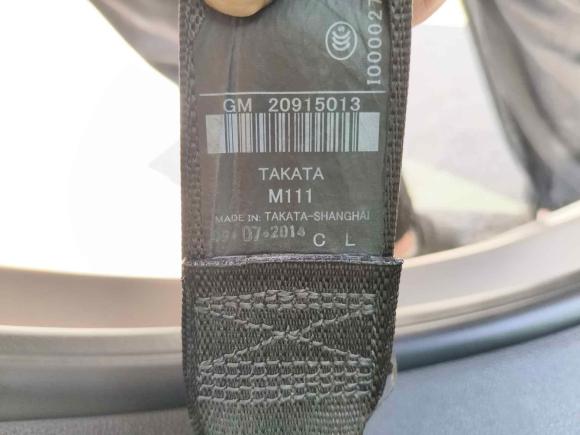 I000027
GM 20915013
TAKATA
M111
MADE IN: TAKATA-SHANGHAI
07•2014
C L